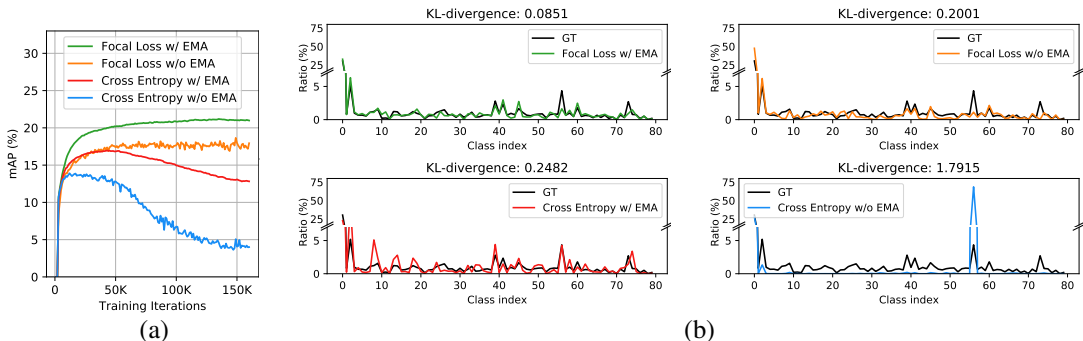 30
25
20
15
10
5
0
mAP (%)
Focal Loss w/ EMA
Focal Loss w/o EMA
Cross Entropy w/ EMA
Cross Entropy w/o EMA
0 50K 100K 150K
Training Iterations
(a)
KL-divergence: 0.0851
75
50
25
5
0
Ratio (%)
GT
Focal Loss w/ EMA
0 10 20 30 40 50 60 70 80
Class index
KL-divergence: 0.2001
75
50
25
5
0
Ratio (%)
GT
Focal Loss w/o EMA
0 10 20 30 40 50 60 70 80
Class index
KL-divergence: 0.2482
75
50
25
5
0
Ratio (%)
GT
Cross Entropy w/ EMA
0 10 20 30 40 50 60 70 80
Class index
KL-divergence: 1.7915
75
50
25
5
0
Ratio (%)
GT
Cross Entropy w/o EMA
0 10 20 30 40 50 60 70 80
Class index
(b)